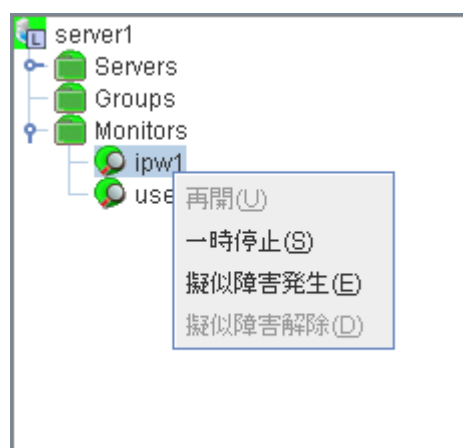 server1
Servers
Groups
Monitors
ipw1
use
再開(U)
一時停止(S)
擬似障害発生(E)
擬似障害解除(D)